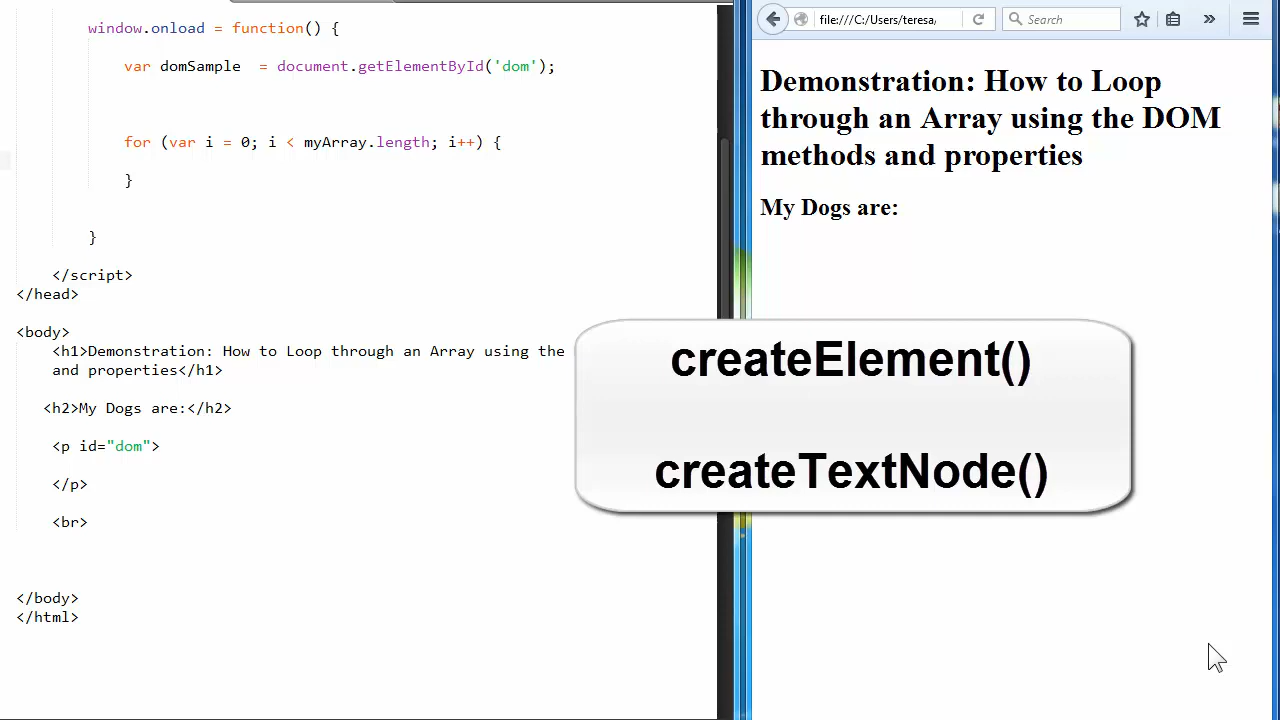 window.onload = function() {
var domSample  = document.getElementById('dom');
for (var i = 0; i < myArray.length; i++) {
}
}
</script>
</head>
<body>
<h1>Demonstration: How to Loop through an Array using the
and properties</h1>
<h2>My Dogs are:</h2>
<p id="dom">
</p>
<br>
</body>
</html>
file:///C:/Users/teresa/
Search
Demonstration: How to Loop
through an Array using the DOM
methods and properties
My Dogs are:
createElement()
createTextNode()